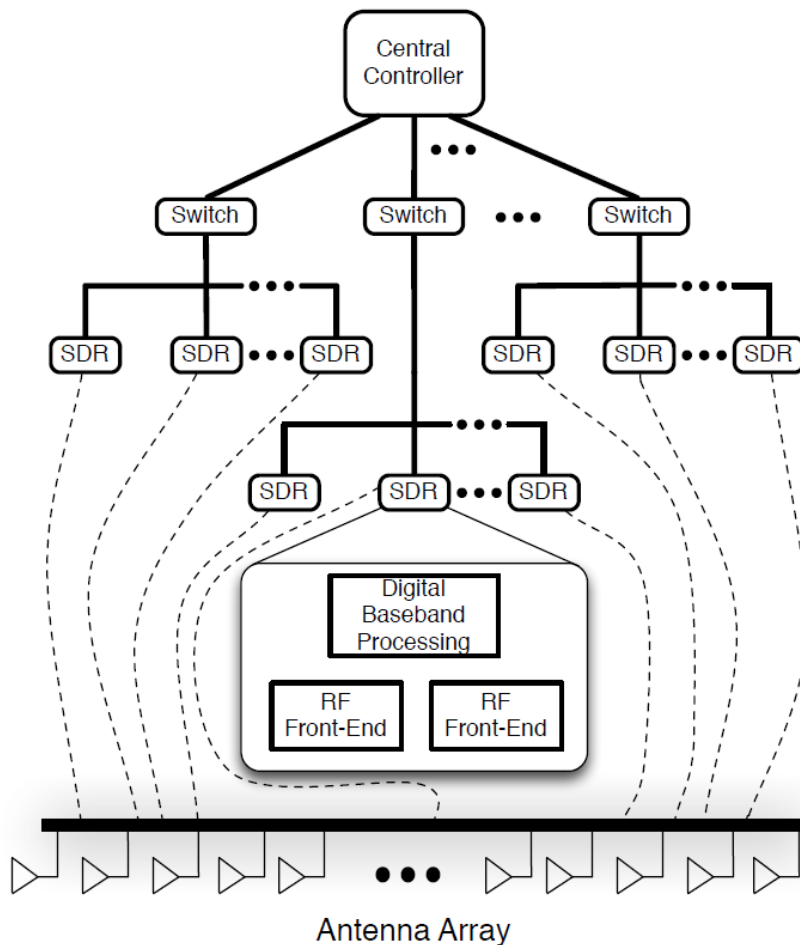 Central
Controller
Switch
Switch
Switch
SDR
SDR
SDR
SDR
SDR
SDR
SDR
SDR
SDR
Digital
Baseband
Processing
RF
Front-End
RF
Front-End
Antenna Array